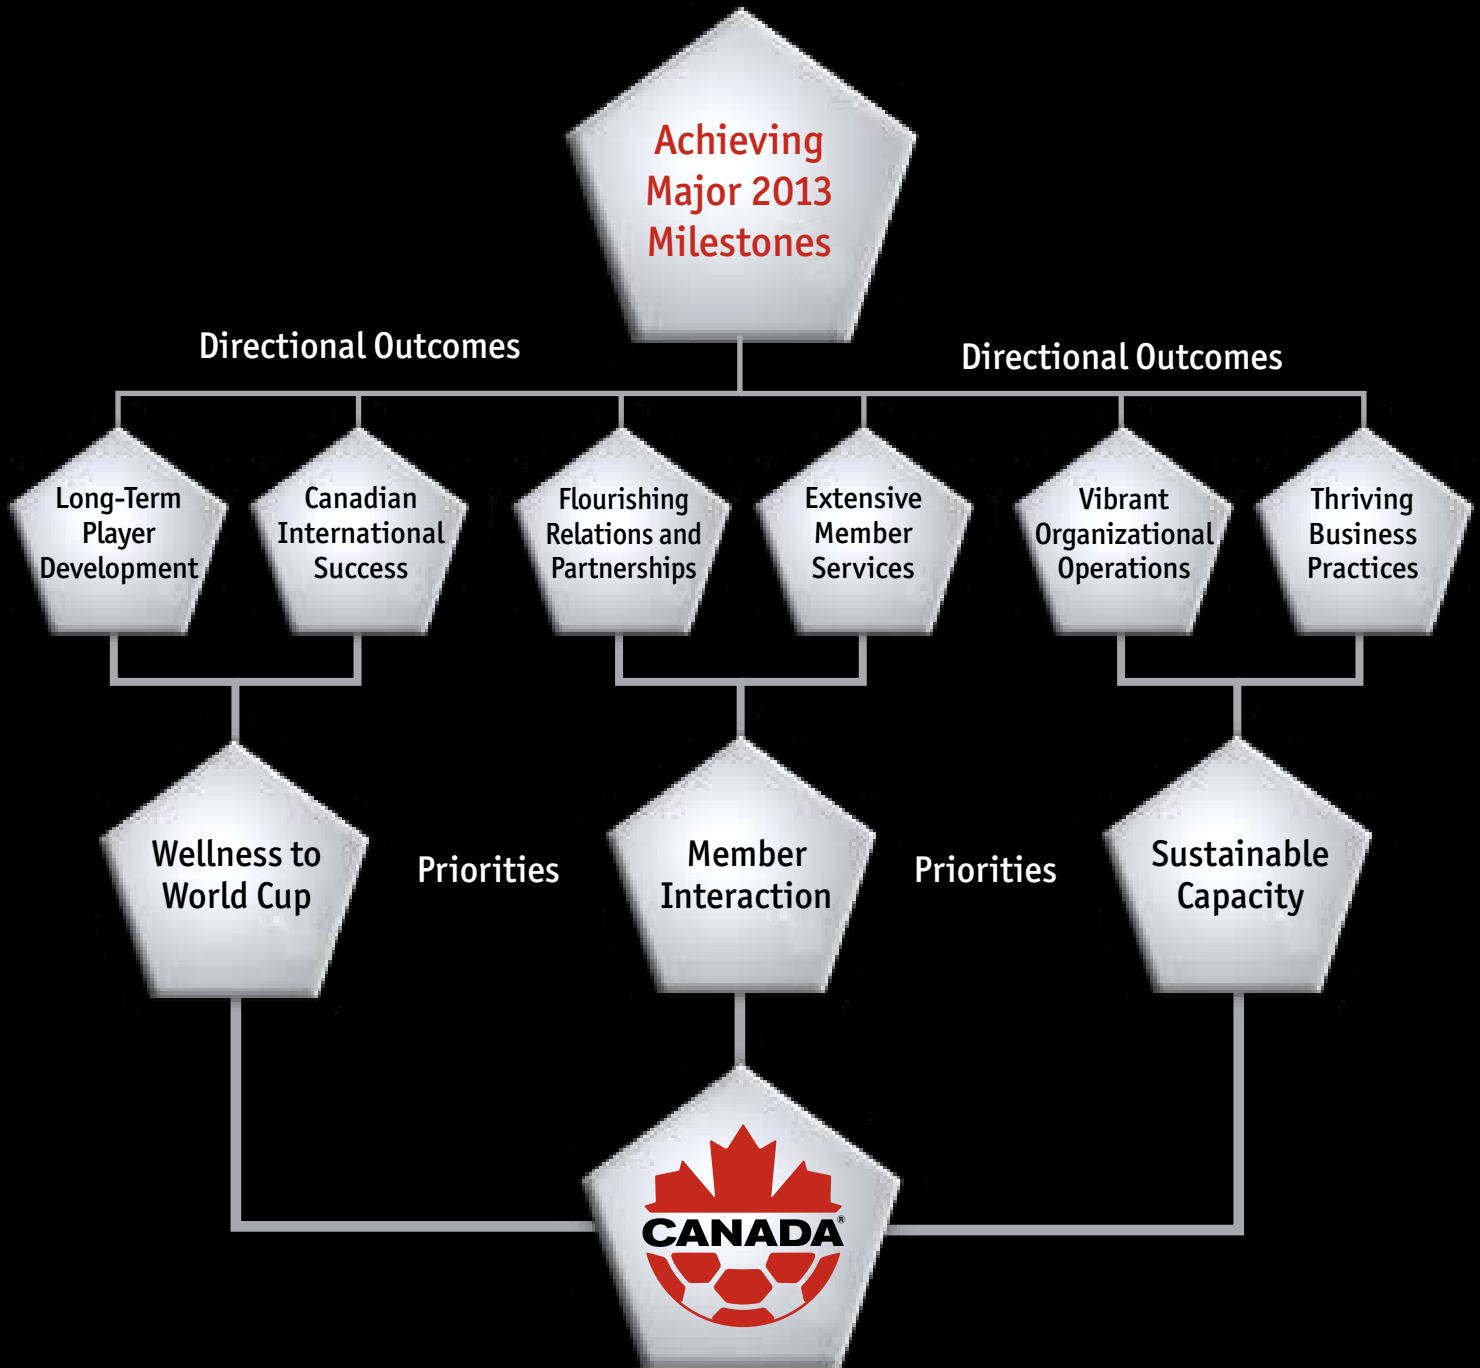 Achieving
Major 2013
Milestones
Directional Outcomes
Directional Outcomes
Long-Term
Player
Development
Canadian
International
Success
Flourishing
Relations and
Partnerships
Extensive
Member
Services
Vibrant
Organizational
Operations
Thriving
Business
Practices
Wellness to
World Cup
Priorities
Member
Interaction
Priorities
Sustainable
Capacity
CANADA®